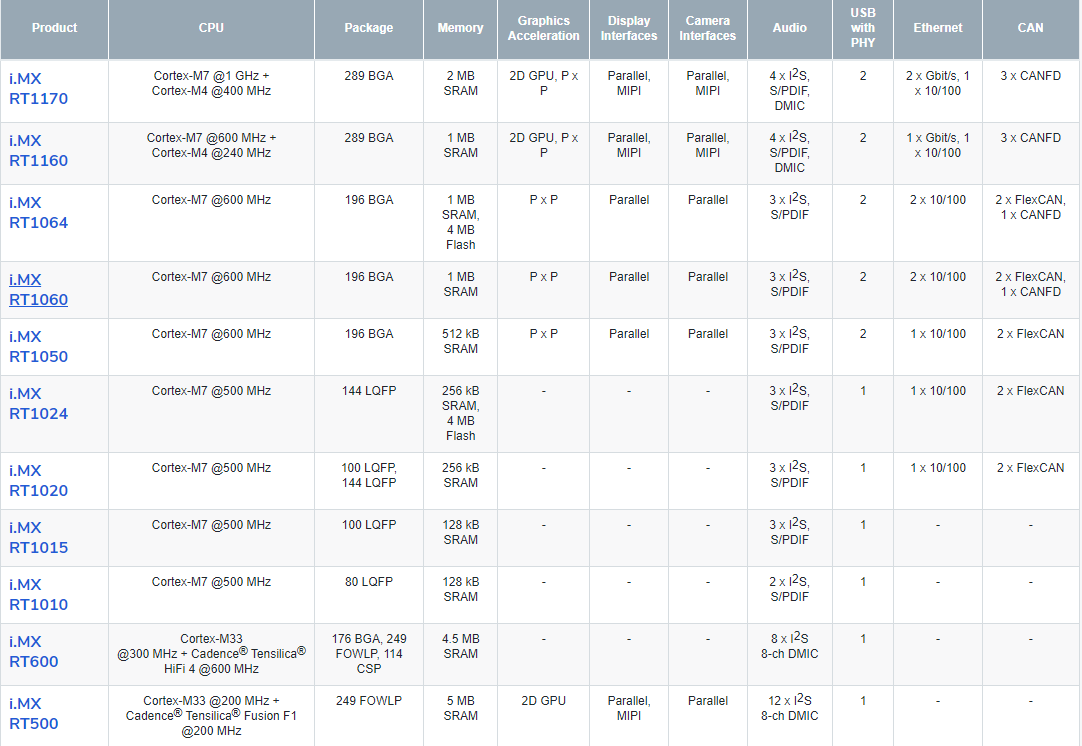 Product CPU Package Memory Graphics Acceleration Display Interfaces Camera Interfaces Audio USB with PHY Ethernet CAN
i.MX RT1170 Cortex-M7 @1 GHz + Cortex-M4 @400 MHz 289 BGA 2 MB SRAM 2D GPU, P x P Parallel, MIPI Parallel, MIPI 4 x I2S, S/PDIF, DMIC 2 2 x Gbit/s, 1 x 10/100 3 x CANFD
i.MX RT1160 Cortex-M7 @600 MHz + Cortex-M4 @240 MHz 289 BGA 1 MB SRAM 2D GPU, P x P Parallel, MIPI Parallel, MIPI 4 x I2S, S/PDIF, DMIC 2 1 x Gbit/s, 1 x 10/100 3 x CANFD
i.MX RT1064 Cortex-M7 @600 MHz 196 BGA 1 MB SRAM, 4 MB Flash P x P Parallel Parallel 3 x I2S, S/PDIF 2 2 x 10/100 2 x FlexCAN, 1 x CANFD
i.MX RT1060 Cortex-M7 @600 MHz 196 BGA 1 MB SRAM P x P Parallel Parallel 3 x I2S, S/PDIF 2 2 x 10/100 2 x FlexCAN, 1 x CANFD
i.MX RT1050 Cortex-M7 @600 MHz 196 BGA 512 kB SRAM P x P Parallel Parallel 3 x I2S, S/PDIF 2 1 x 10/100 2 x FlexCAN
i.MX RT1024 Cortex-M7 @500 MHz 144 LQFP 256 kB SRAM, 4 MB Flash - - - 3 x I2S, S/PDIF 1 1 x 10/100 2 x FlexCAN
i.MX RT1020 Cortex-M7 @500 MHz 100 LQFP, 144 LQFP 256 kB SRAM - - - 3 x I2S, S/PDIF 1 1 x 10/100 2 x FlexCAN
i.MX RT1015 Cortex-M7 @500 MHz 100 LQFP 128 kB SRAM - - - 3 x I2S, S/PDIF 1 - -
i.MX RT1010 Cortex-M7 @500 MHz 80 LQFP 128 kB SRAM - - - 2 x I2S, S/PDIF 1 - -
i.MX RT600 Cortex-M33 @300 MHz + Cadence® Tensilica® HiFi 4 @600 MHz 176 BGA, 249 FOWLP, 114 CSP 4.5 MB SRAM - - - 8 x I2S 8-ch DMIC 1 - -
i.MX RT500 Cortex-M33 @200 MHz + Cadence® Tensilica® Fusion F1 @200 MHz 249 FOWLP 5 MB SRAM 2D GPU Parallel, MIPI Parallel 12 x I2S 8-ch DMIC 1 - -